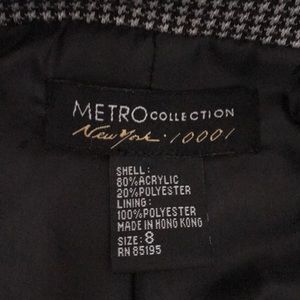 METRO COLLECTION
New York · 10001
SHELL:
80% ACRYLIC
20% POLYESTER
LINING:
100% POLYESTER
MADE IN HONG KONG
SIZE: 8
RN 85195